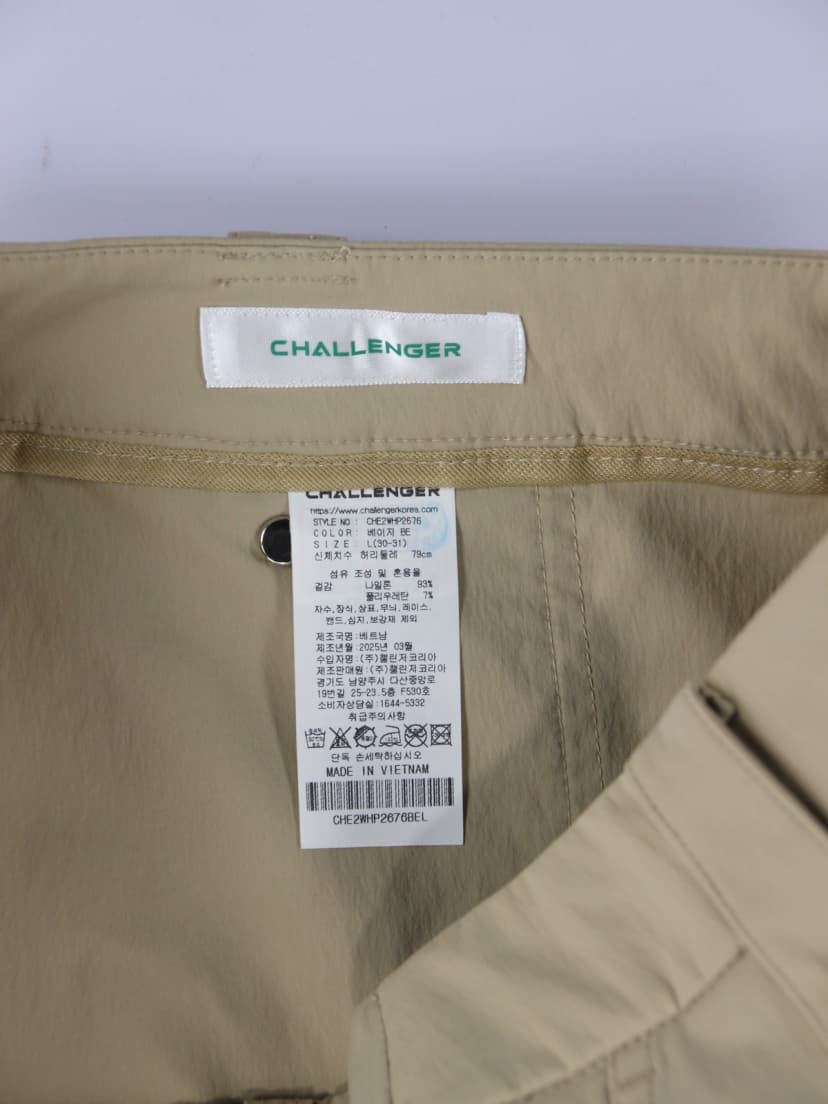 CHALLENGER
CHALLENGER
https://www.challengerkorea.com
STYLE NO : CHE2WHP2676
COLOR: 베이지 BE
SIZE : L(30-31)
신체치수 허리둘레 79cm
섬유 조성 및 혼용율
겉감 나일론 93%
폴리우레탄 7%
자수,장식,상표,무늬,레이스,
밴드,심지,보강재 제외
제조국명:베트남
제조년월:2025년 03월
수입자명:(주)챌린저코리아
제조판매원:(주)챌린저코리아
경기도 남양주시 다산중앙로
19번길 25-23.5층 F530호
소비자상담실:1644-5332
취급주의사항
단독 손세탁하십시오
MADE IN VIETNAM
CHE2WHP2676BEL